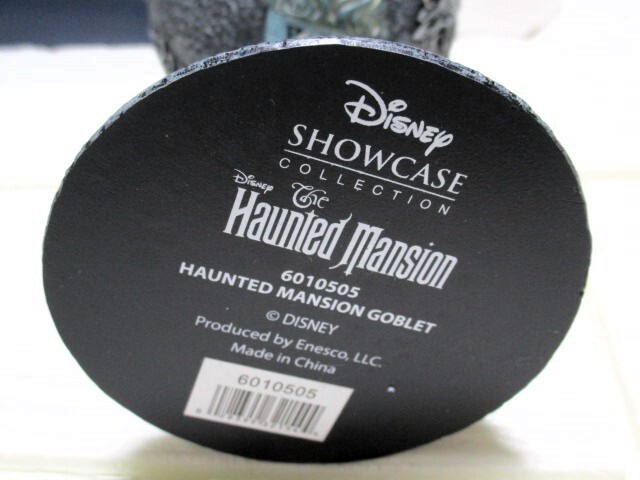 Disney
SHOWCASE
COLLECTION
Disney
The
Haunted Mansion
6010505
HAUNTED MANSION GOBLET
© DISNEY
Produced by Enesco, LLC.
Made in China
6010505